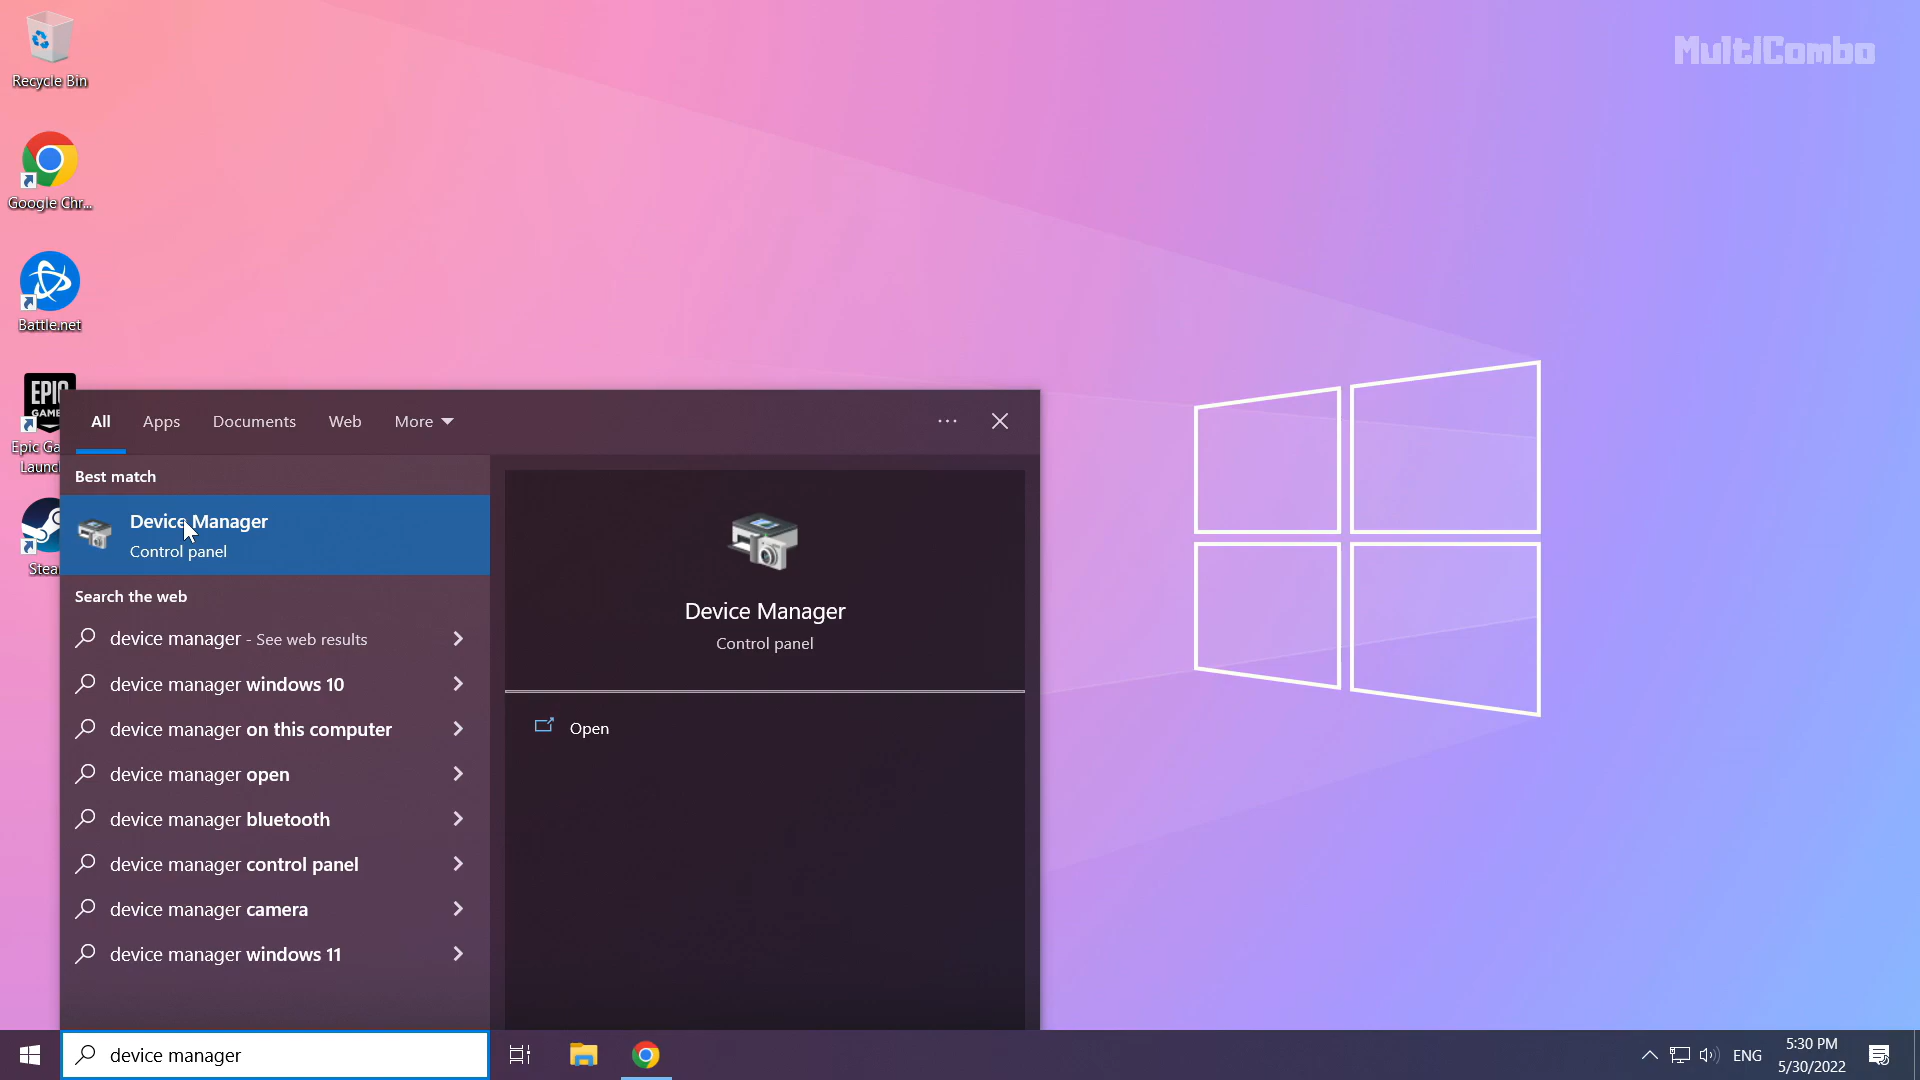 MultiCombo
Recycle Bin
Google Chr...
Battle.net
EPIC
GAM
Epic Ga
Launc
Stea
All
Apps
Documents
Web
More
Best match
Device Manager
Control panel
Search the web
device manager - See web results
device manager windows 10
device manager on this computer
device manager open
device manager bluetooth
device manager control panel
device manager camera
device manager windows 11
Device Manager
Control panel
Open
device manager
ENG
5:30 PM
5/30/2022